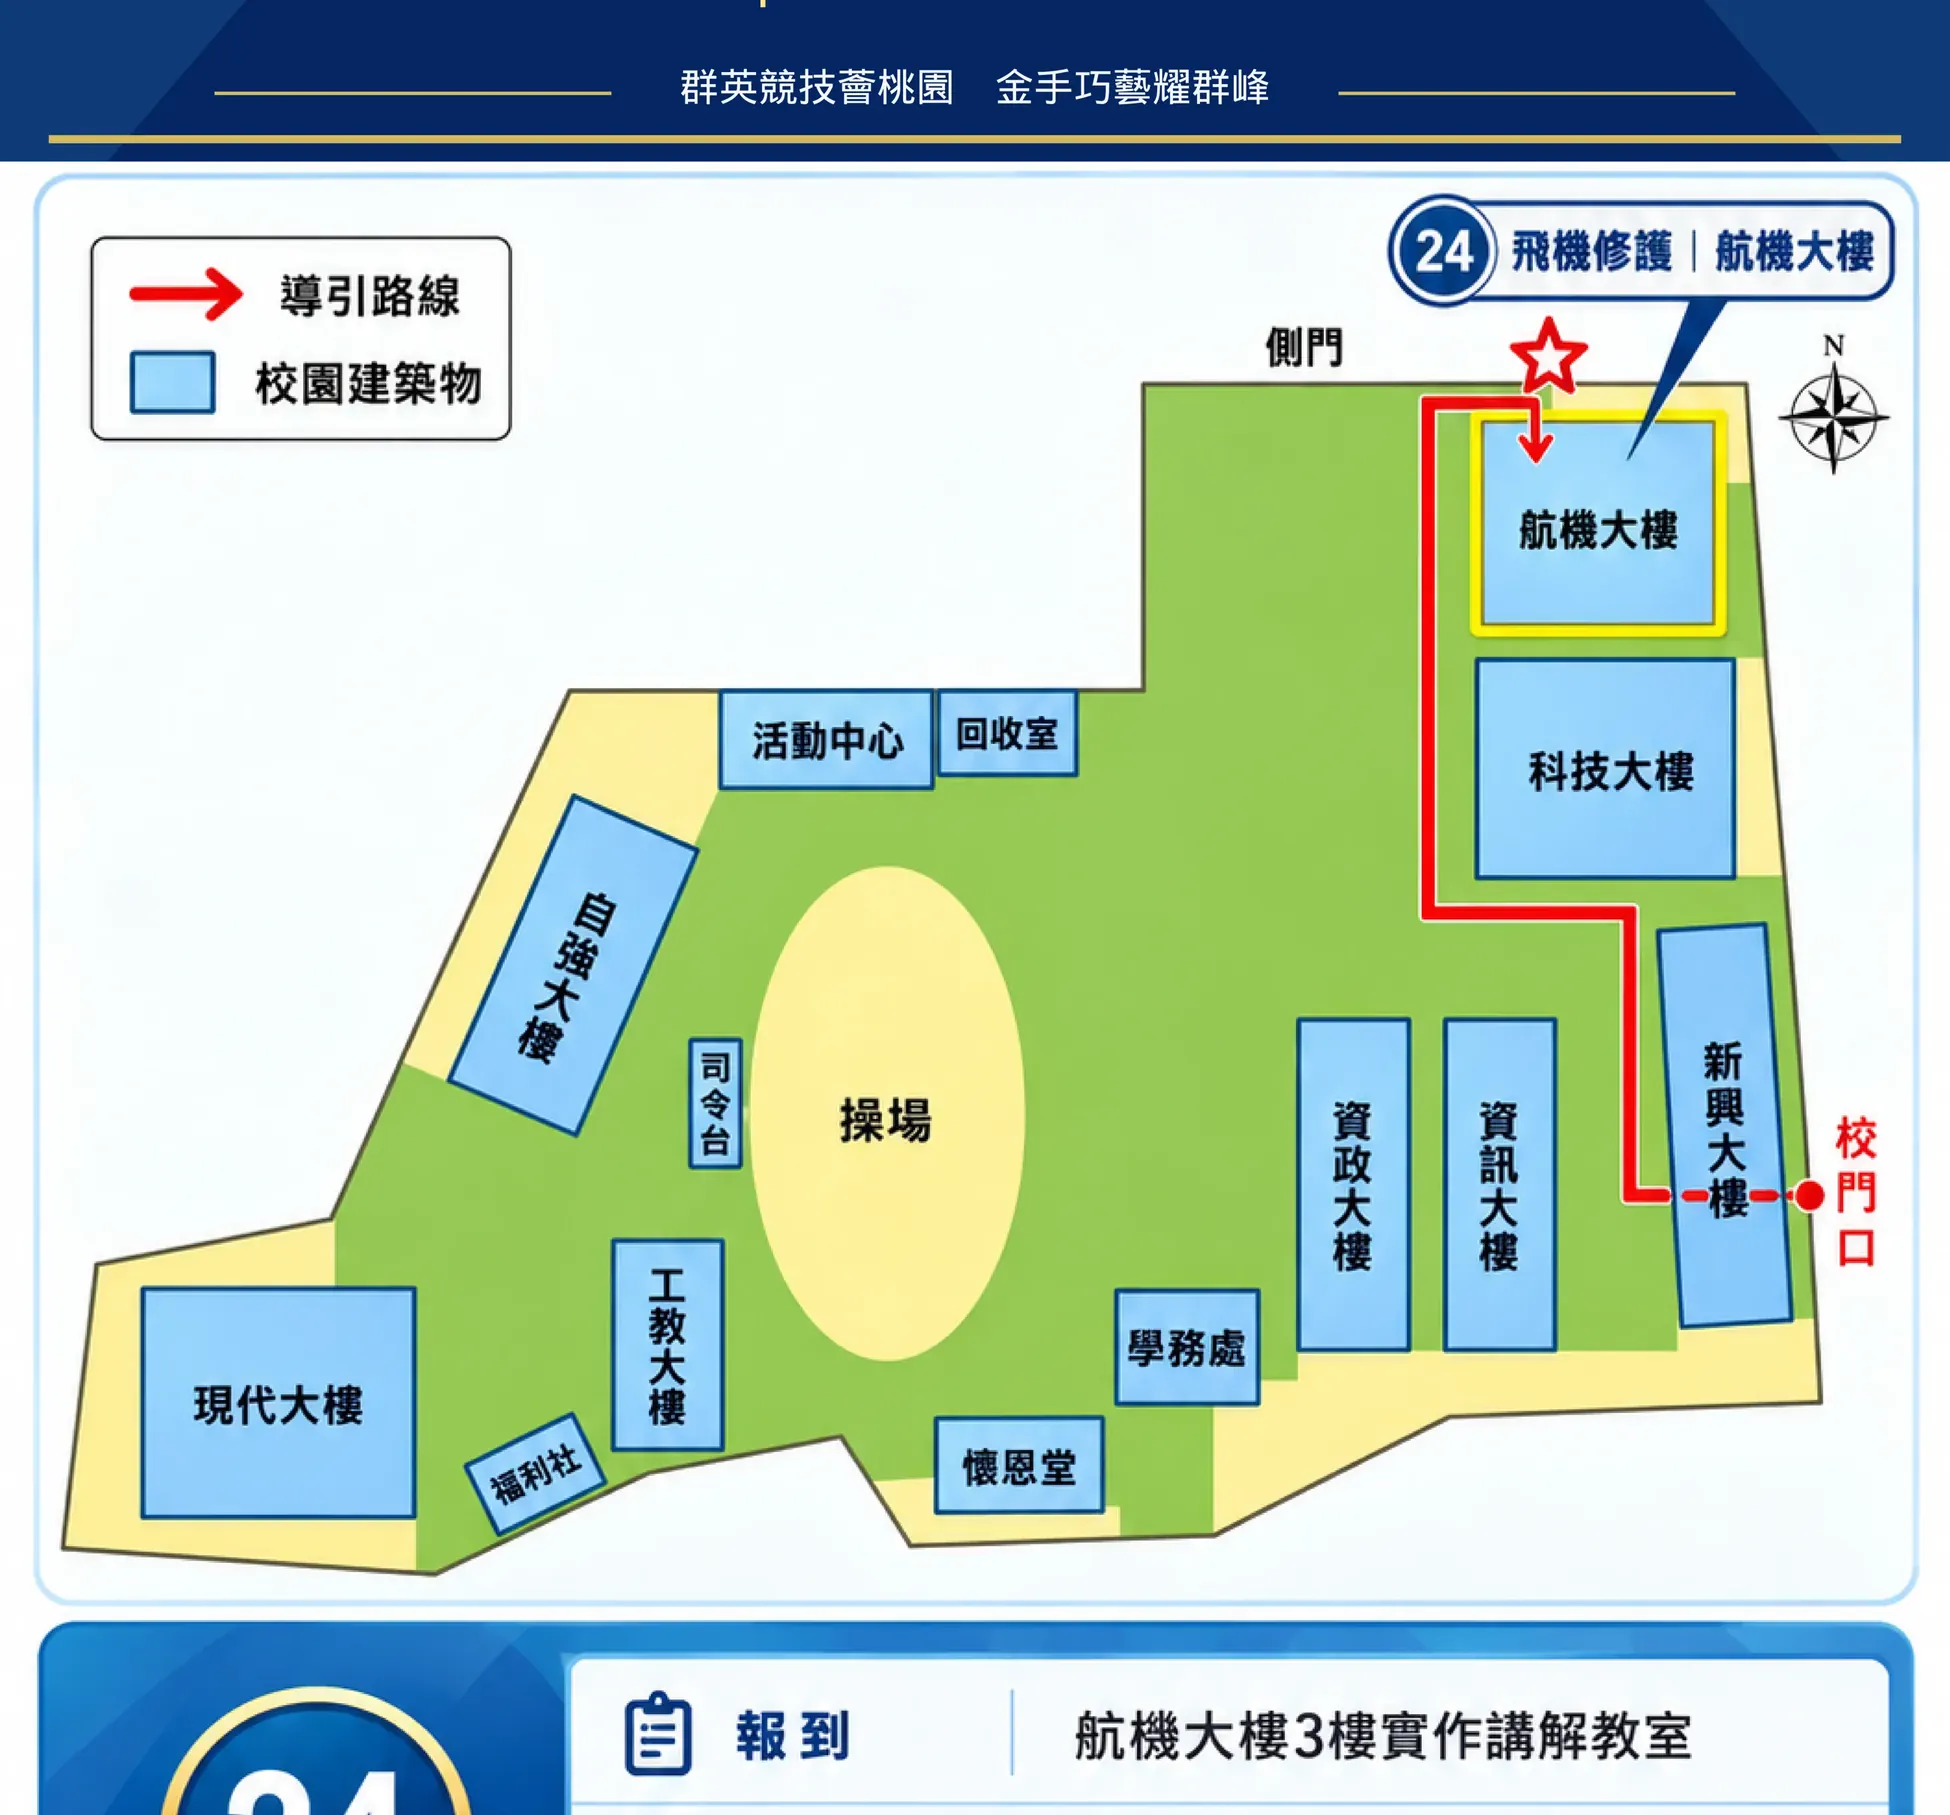 群英競技薈桃園　金手巧藝耀群峰
導引路線
校園建築物
24 飛機修護｜航機大樓
側門
N
航機大樓
科技大樓
活動中心
回收室
自強大樓
司令台
操場
新興大樓
資政大樓
資訊大樓
校門口
工教大樓
學務處
現代大樓
福利社
懷恩堂
24
報到
航機大樓3樓實作講解教室